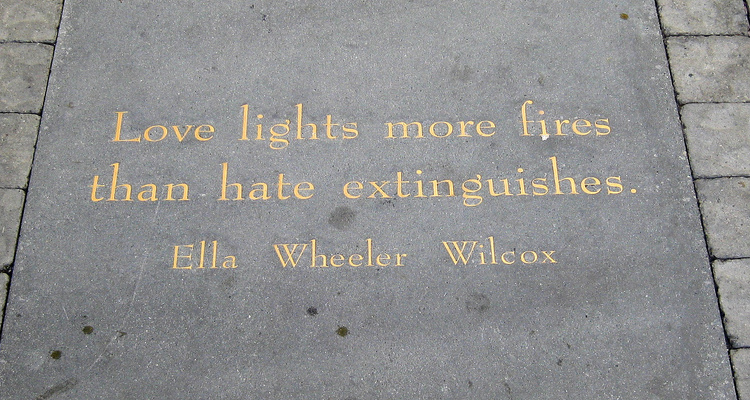 Love lights more fires
than hate extinguishes.
Ella Wheeler Wilcox